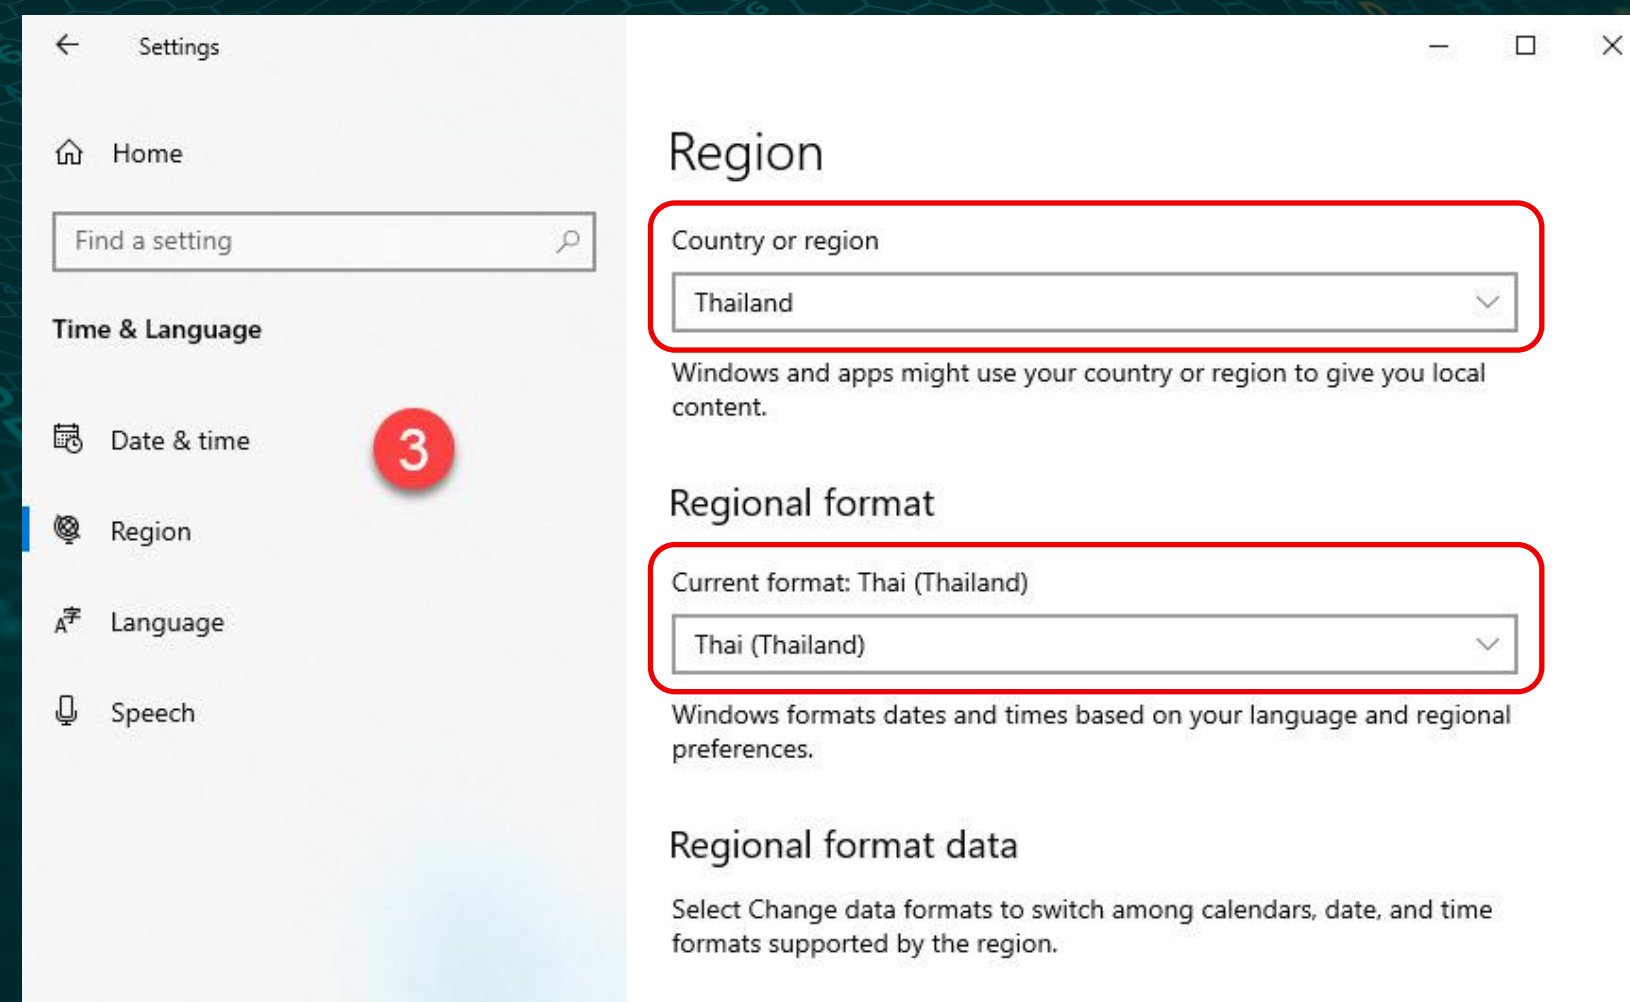 Settings
Home
Find a setting
Time & Language
Date & time
3
Region
Language
Speech
Region
Country or region
Thailand
Windows and apps might use your country or region to give you local
content.
Regional format
Current format: Thai (Thailand)
Thai (Thailand)
Windows formats dates and times based on your language and regional
preferences.
Regional format data
Select Change data formats to switch among calendars, date, and time
formats supported by the region.